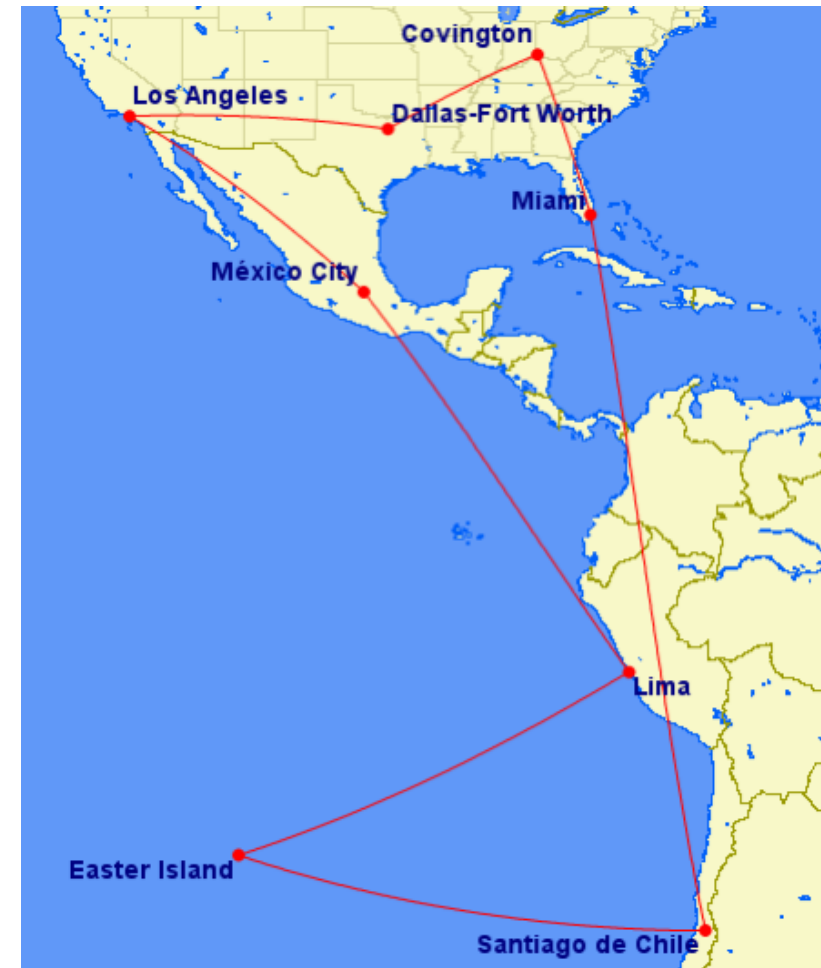 Covington
Los Angeles
Dallas-Fort Worth
Miami
México City
Lima
Easter Island
Santiago de Chile